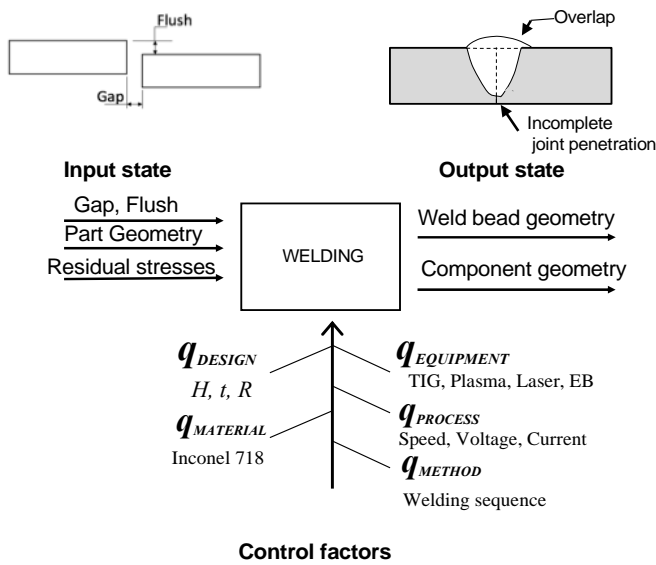 Flush
Gap
Overlap
Incomplete
joint penetration
Input state
Output state
Gap, Flush
Part Geometry
Residual stresses
WELDING
Weld bead geometry
Component geometry
qDESIGN
H, t, R
qMATERIAL
Inconel 718
qEQUIPMENT
TIG, Plasma, Laser, EB
qPROCESS
Speed, Voltage, Current
qMETHOD
Welding sequence
Control factors